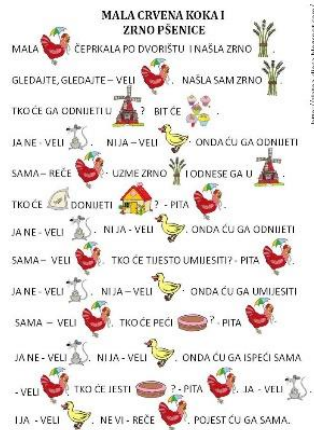 MALA CRVENA KOKA I
ZRNO PŠENICE
MALA ČEPRKALA PO DVORIŠTU I NAŠLA ZRNO .
GLEDAJTE, GLEDAJTE – VELI . NAŠLA SAM ZRNO
TKO ĆE GA ODNIJETI U ? BIT ĆE .
JA NE - VELI . NI JA – VELI . ONDA ĆU GA ODNIJETI
SAMA – REČE . UZME ZRNO I ODNESE GA U .
TKO ĆE DONIJETI ? - PITA .
JA NE - VELI . NI JA - VELI . ONDA ĆU GA ODNIJETI
SAMA – VELI . TKO ĆE TIJESTO UMIJESITI? - PITA .
JA NE - VELI . NI JA – VELI . ONDA ĆU GA UMIJESITI
SAMA – VELI . TKO ĆE PEĆI ? - PITA .
JA NE - VELI . NI JA - VELI . ONDA ĆU GA ISPEĆI SAMA
- VELI . TKO ĆE JESTI ? - PITA . JA - VELI .
I JA - VELI . NE VI - REČE . POJEST ĆU GA SAMA.